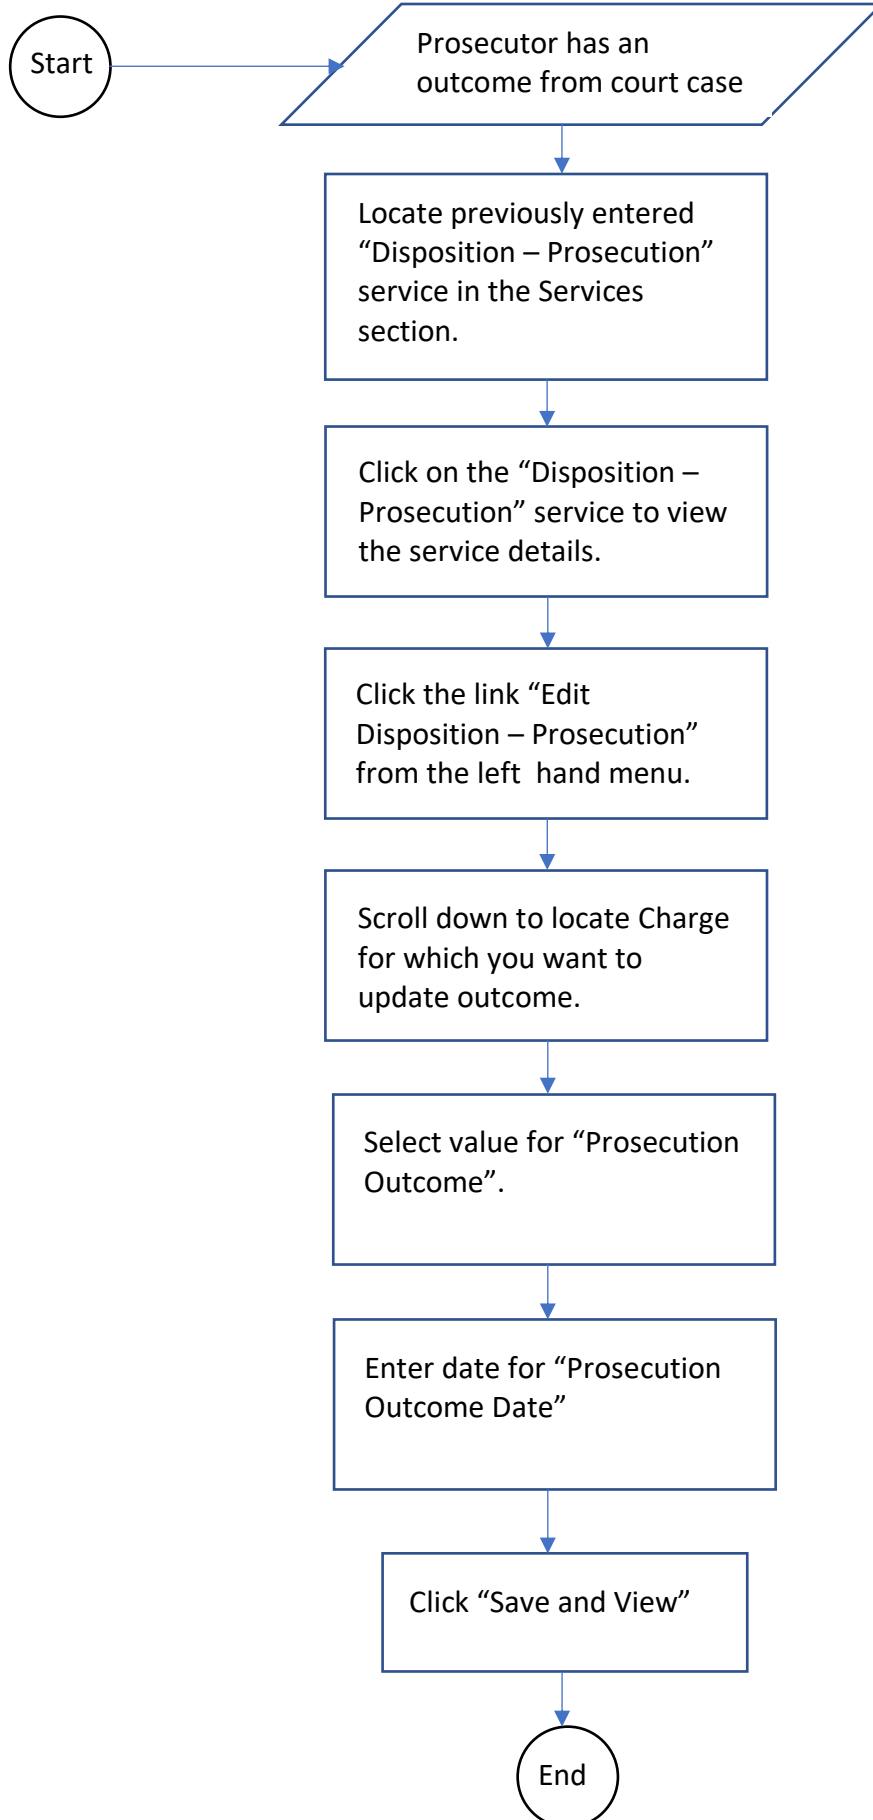 Start
Prosecutor has an
outcome from court case
Locate previously entered
“Disposition – Prosecution”
service in the Services
section.
Click on the “Disposition –
Prosecution” service to view
the service details.
Click the link “Edit
Disposition – Prosecution”
from the left  hand menu.
Scroll down to locate Charge
for which you want to
update outcome.
Select value for “Prosecution
Outcome”.
Enter date for “Prosecution
Outcome Date”
Click “Save and View”
End